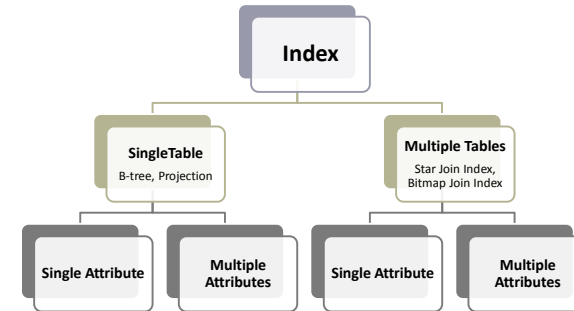 Index
SingleTable
B-tree, Projection
Multiple Tables
Star Join Index,
Bitmap Join Index
Single Attribute
Multiple
Attributes
Single Attribute
Multiple
Attributes